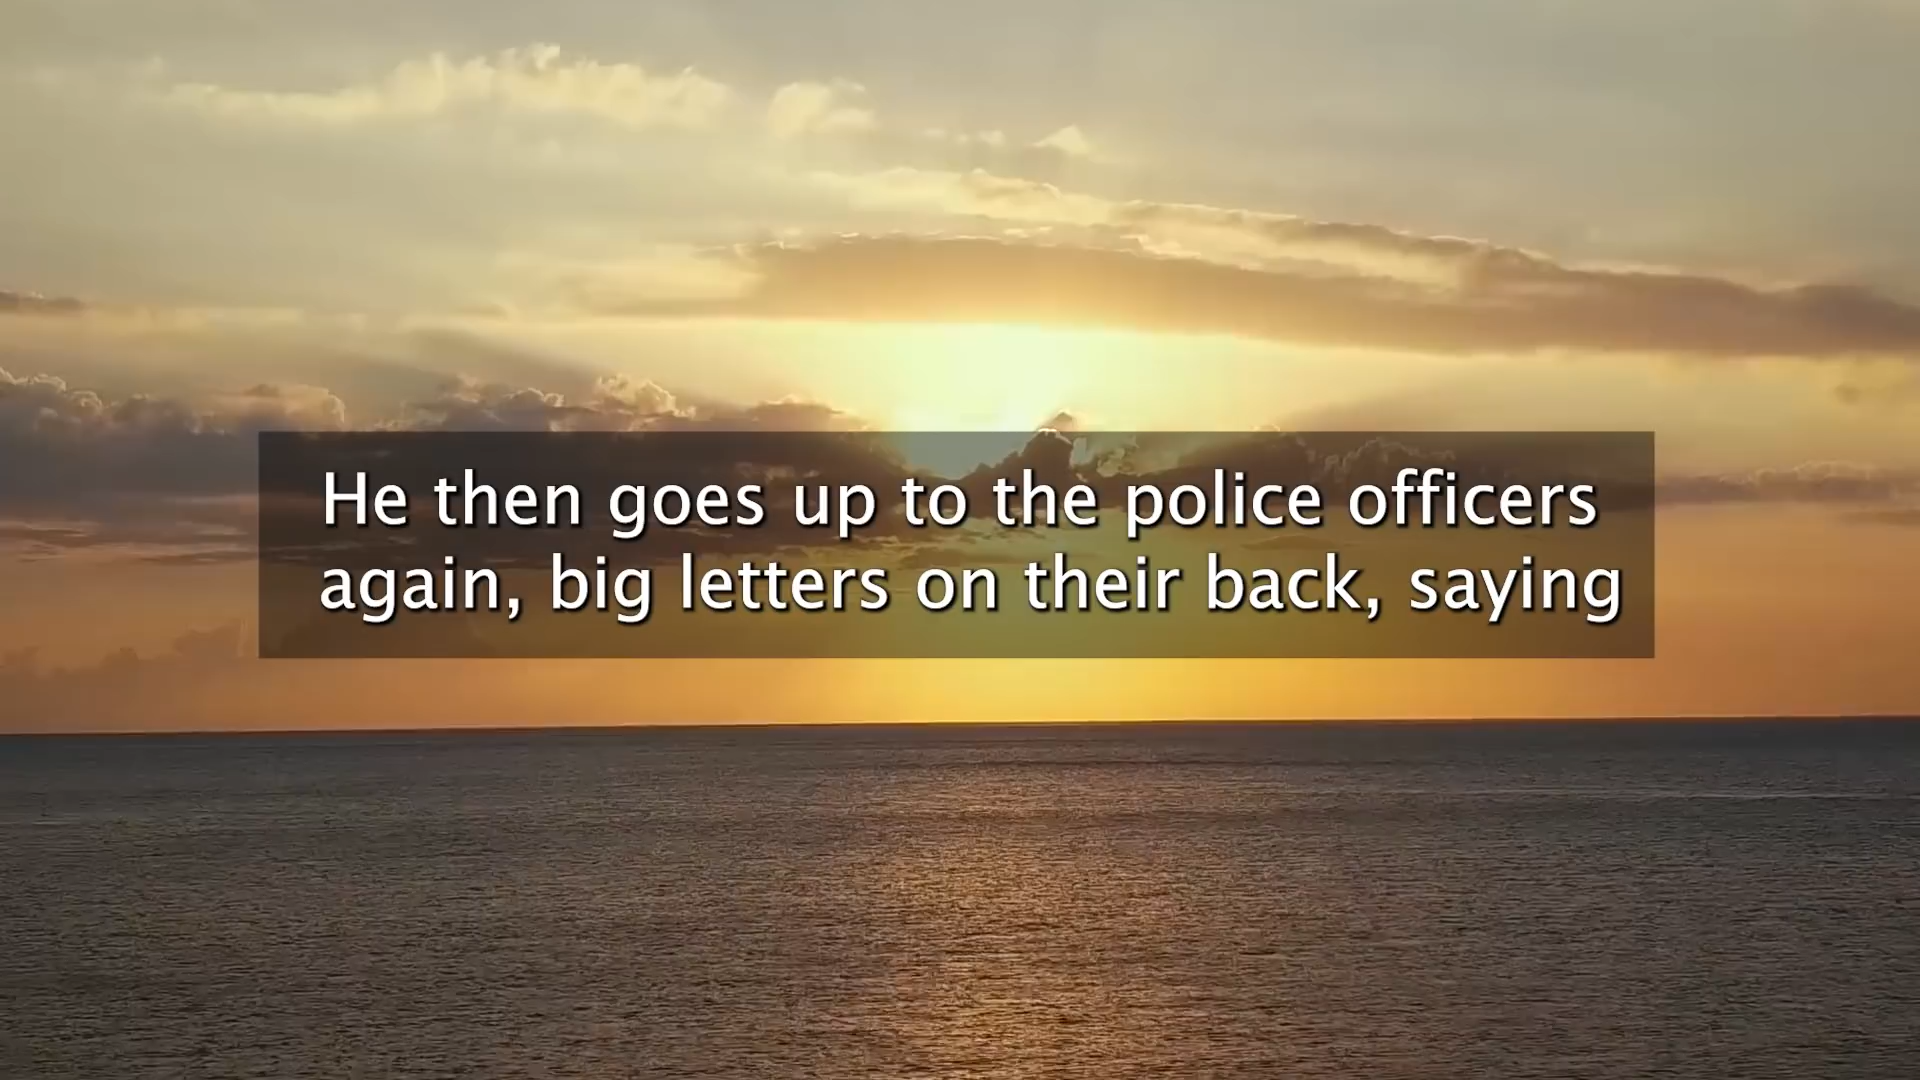 He then goes up to the police officers
again, big letters on their back, saying